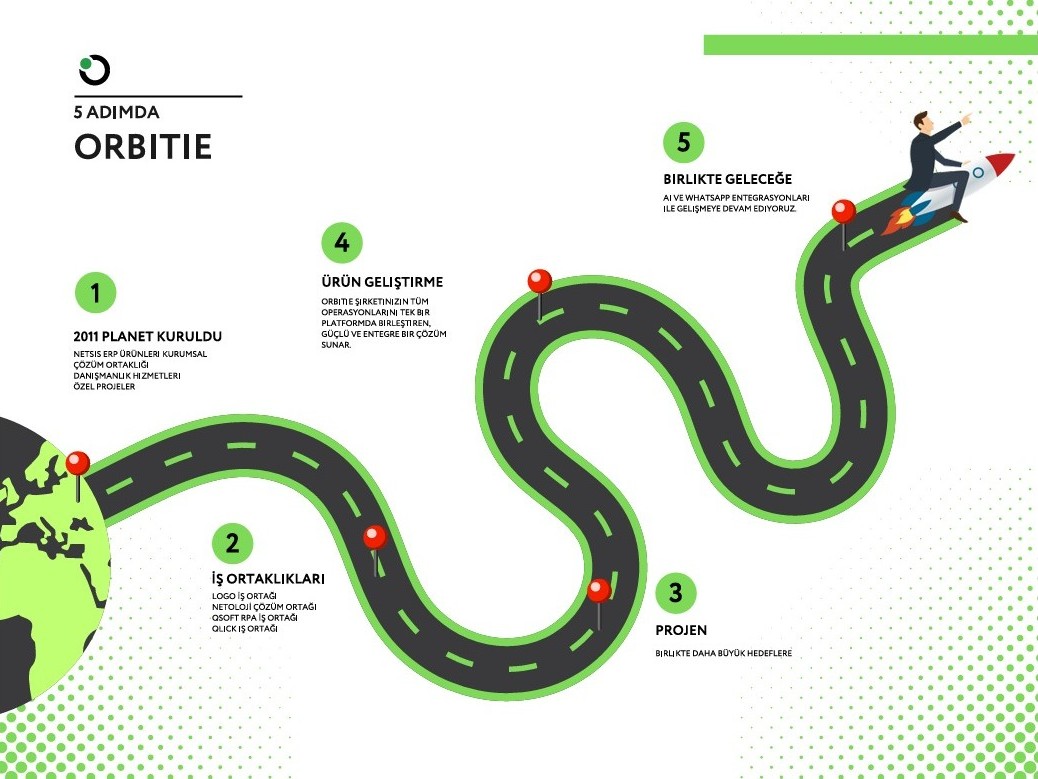 5 ADIMDA
ORBITIE
1
2011 PLANET KURULDU
NETSIS ERP ÜRÜNLERI KURUMSAL
ÇÖZÜM ORTAKLIĞI
DANIŞMANLIK HIZMETLERI
ÖZEL PROJELER
2
İŞ ORTAKLIKLARI
LOGO İŞ ORTAĞI
NETOLOJİ ÇÖZÜM ORTAĞI
QSOFT RPA İŞ ORTAĞI
QLICK IŞ ORTAĞI
3
PROJEN
BIRLIKTE DAHA BÜYÜK HEDEFLERE
4
ÜRÜN GELIŞTIRME
ORBITIE ŞIRKETINIZIN TÜM
OPERASYONLARINI TEK BIR
PLATFORMDA BIRLEŞTIREN,
GÜÇLÜ VE ENTEGRE BIR ÇÖZÜM
SUNAR.
5
BIRLIKTE GELECEĞE
AI VE WHATSAPP ENTEGRASYONLARI
ILE GELIŞMEYE DEVAM EDIYORUZ.